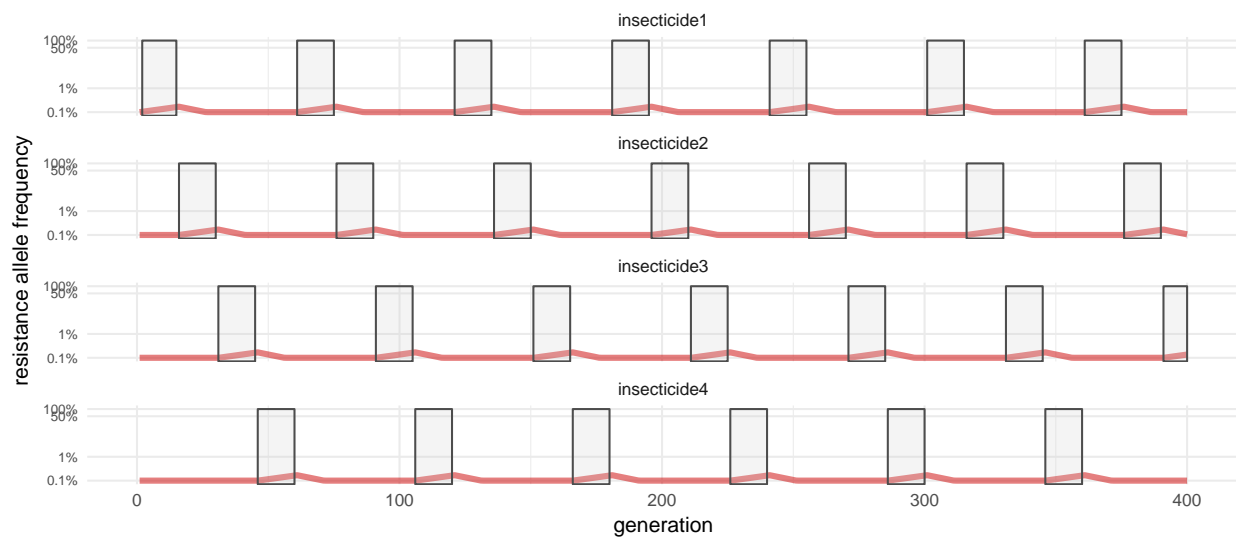 insecticide1
100%
50%
1%
0.1%
insecticide2
100%
50%
1%
0.1%
insecticide3
100%
50%
1%
0.1%
insecticide4
100%
50%
1%
0.1%
0 100 200 300 400
generation
resistance allele frequency